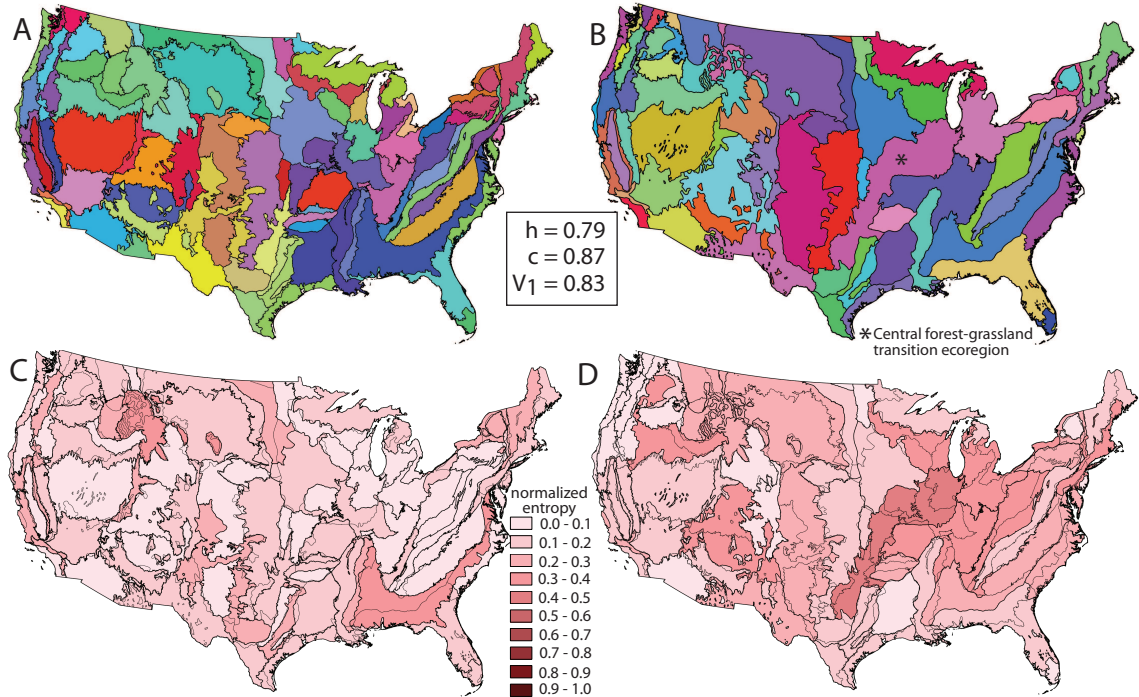 A
B
h = 0.79
c = 0.87
V1 = 0.83
*Central forest-grassland
transition ecoregion
*
C
D
normalized
entropy
0.0 - 0.1
0.1 - 0.2
0.2 - 0.3
0.3 - 0.4
0.4 - 0.5
0.5 - 0.6
0.6 - 0.7
0.7 - 0.8
0.8 - 0.9
0.9 - 1.0